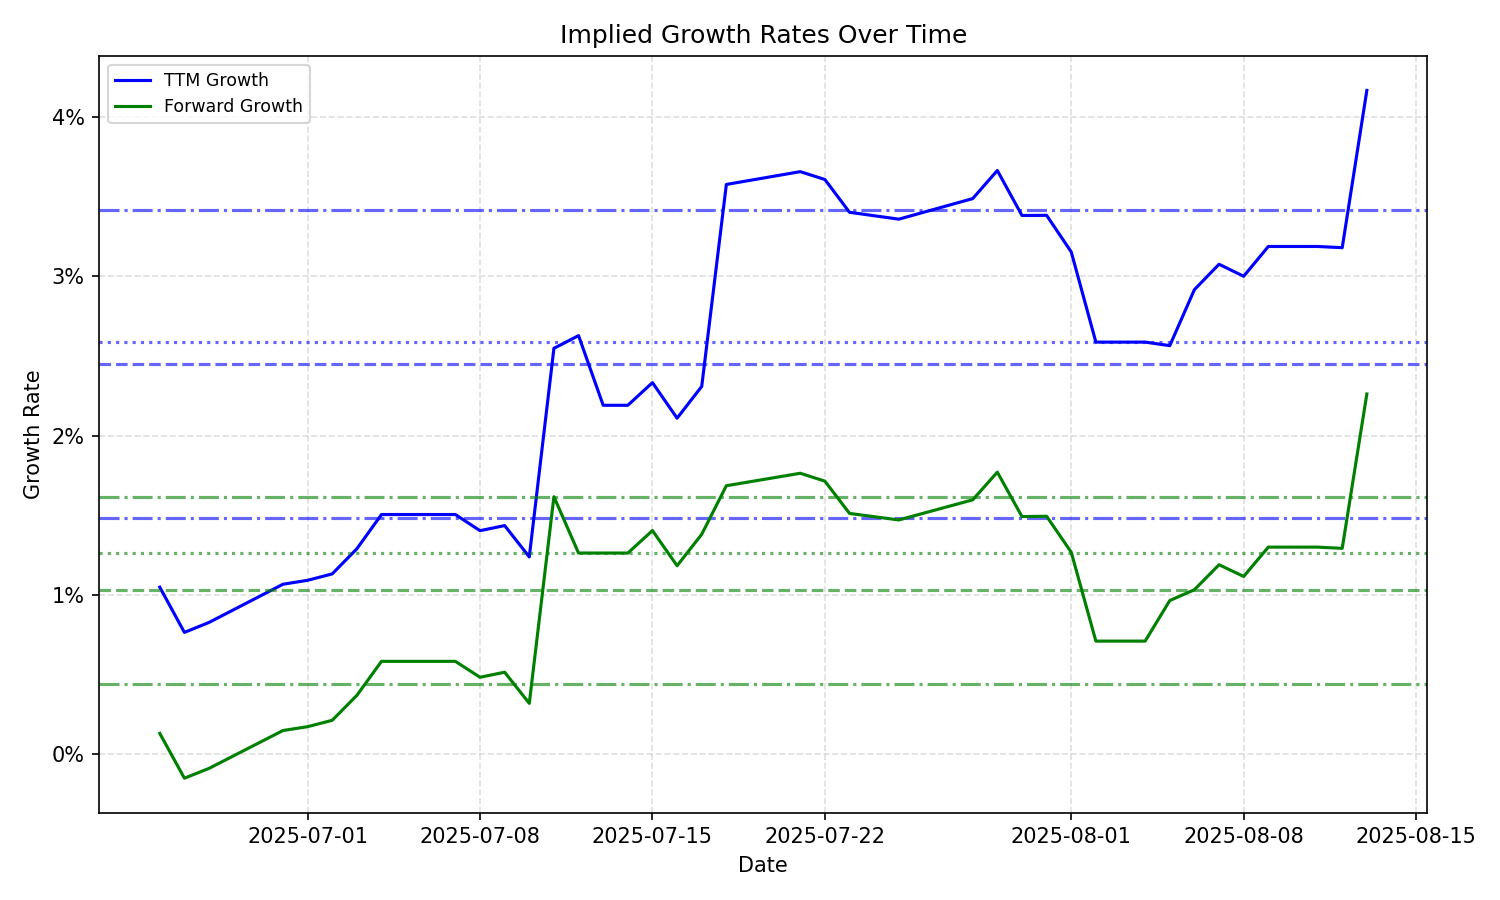 Implied Growth Rates Over Time
TTM Growth
Forward Growth
4%
3%
2%
1%
0%
Growth Rate
2025-07-01
2025-07-08
2025-07-15
2025-07-22
2025-08-01
2025-08-08
2025-08-15
Date